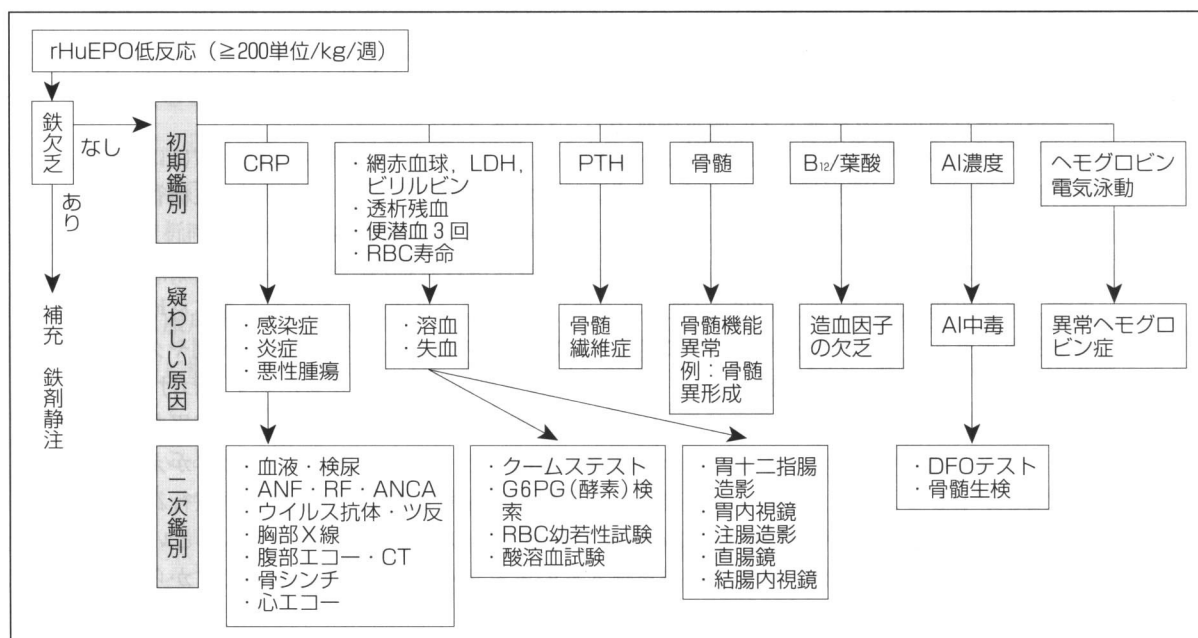 rHuEPO低反応（≧200単位/kg/週）
鉄欠乏
なし
あり
補充　鉄剤静注
初期鑑別
CRP
・網赤血球，LDH，
ビリルビン
・透析残血
・便潜血３回
・RBC寿命
PTH
骨髄
B₁₂/葉酸
Al濃度
ヘモグロビン
電気泳動
疑わしい原因
・感染症
・炎症
・悪性腫瘍
・溶血
・失血
骨髄
繊維症
骨髄機能
異常
例：骨髄
異形成
造血因子
の欠乏
Al中毒
異常ヘモグロ
ビン症
二次鑑別
・血液・検尿
・ANF・RF・ANCA
・ウイルス抗体・ツ反
・胸部Ｘ線
・腹部エコー・CT
・骨シンチ
・心エコー
・クームステスト
・G6PG（酵素）検
索
・RBC幼若性試験
・酸溶血試験
・胃十二指腸
造影
・胃内視鏡
・注腸造影
・直腸鏡
・結腸内視鏡
・DFOテスト
・骨髄生検